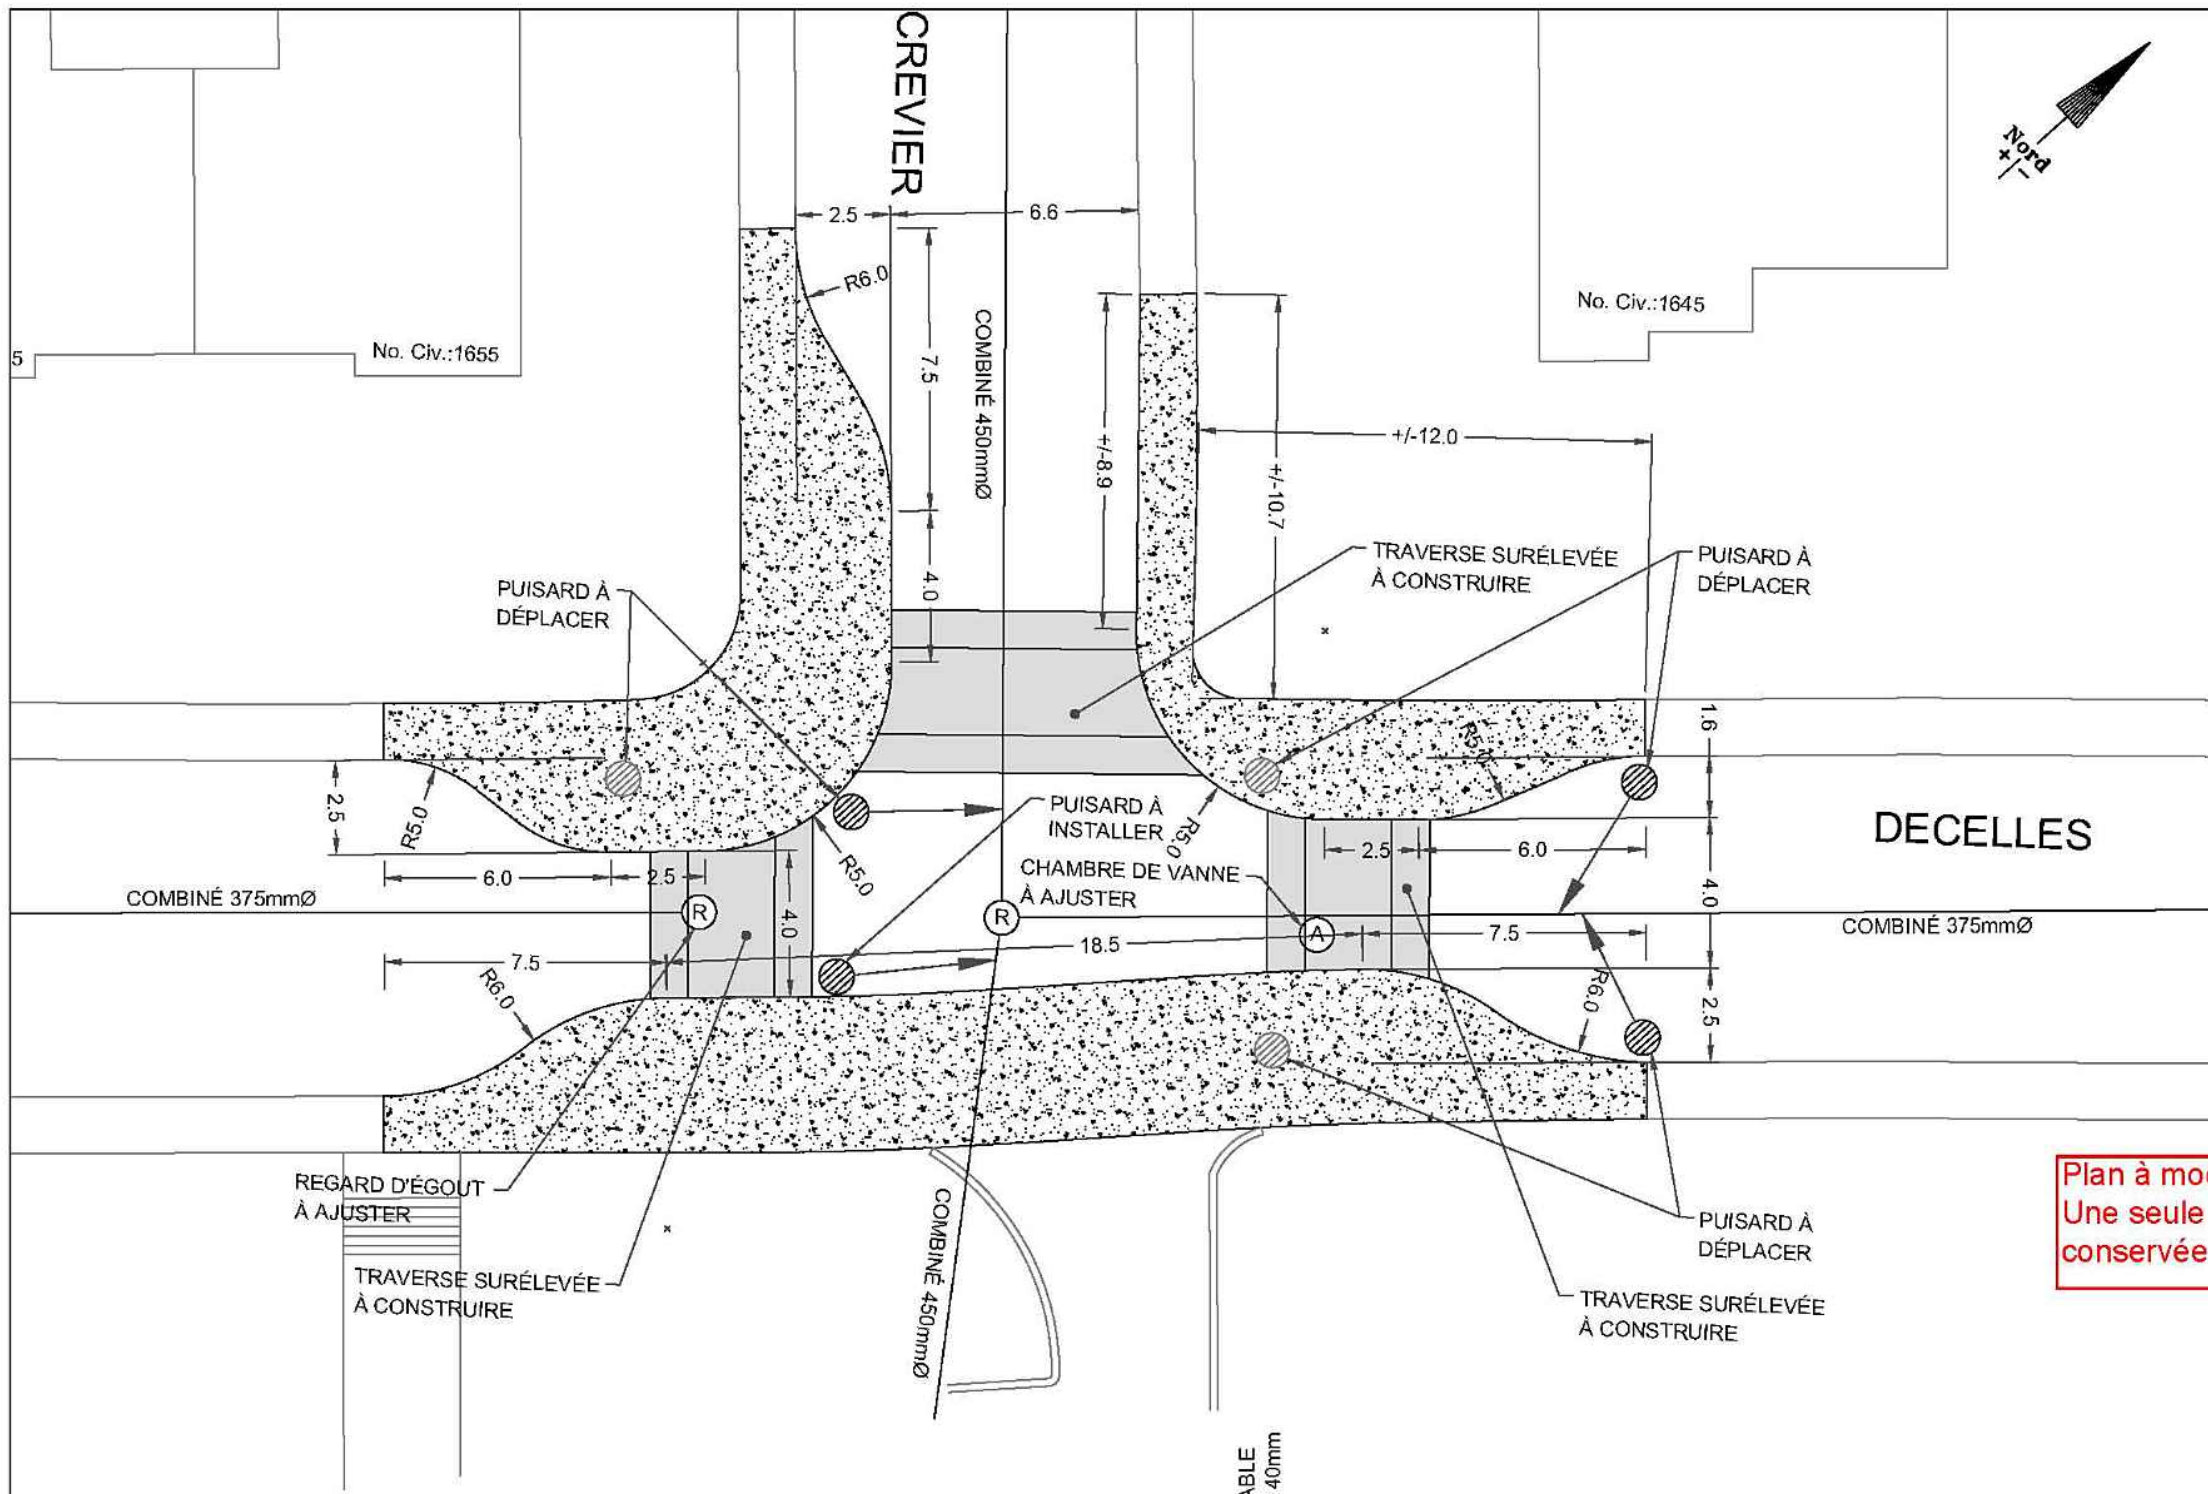 CREVIER
Nord
+/-
2.5
6.6
R6.0
7.5
COMBINÉ 450mmØ
No. Civ.:1645
No. Civ.:1655
5
+/-8.9
+/-10.7
+/-12.0
4.0
TRAVERSE SURÉLEVÉE
À CONSTRUIRE
PUISARD À
DÉPLACER
PUISARD À
DÉPLACER
1.6
R5.0
2.5
R5.0
PUISARD À
INSTALLER
R5.0
R5.0
DECELLES
2.5
6.0
4.0
6.0
2.5
4.0
CHAMBRE DE VANNE
À AJUSTER
COMBINÉ 375mmØ
R
R
A
COMBINÉ 375mmØ
7.5
18.5
7.5
R6.0
R6.0
2.5
REGARD D'ÉGOUT
À AJUSTER
TRAVERSE SURÉLEVÉE
À CONSTRUIRE
COMBINÉ 450mmØ
PUISARD À
DÉPLACER
TRAVERSE SURÉLEVÉE
À CONSTRUIRE
Plan à mo
Une seule
conservée
ABLE
40mm